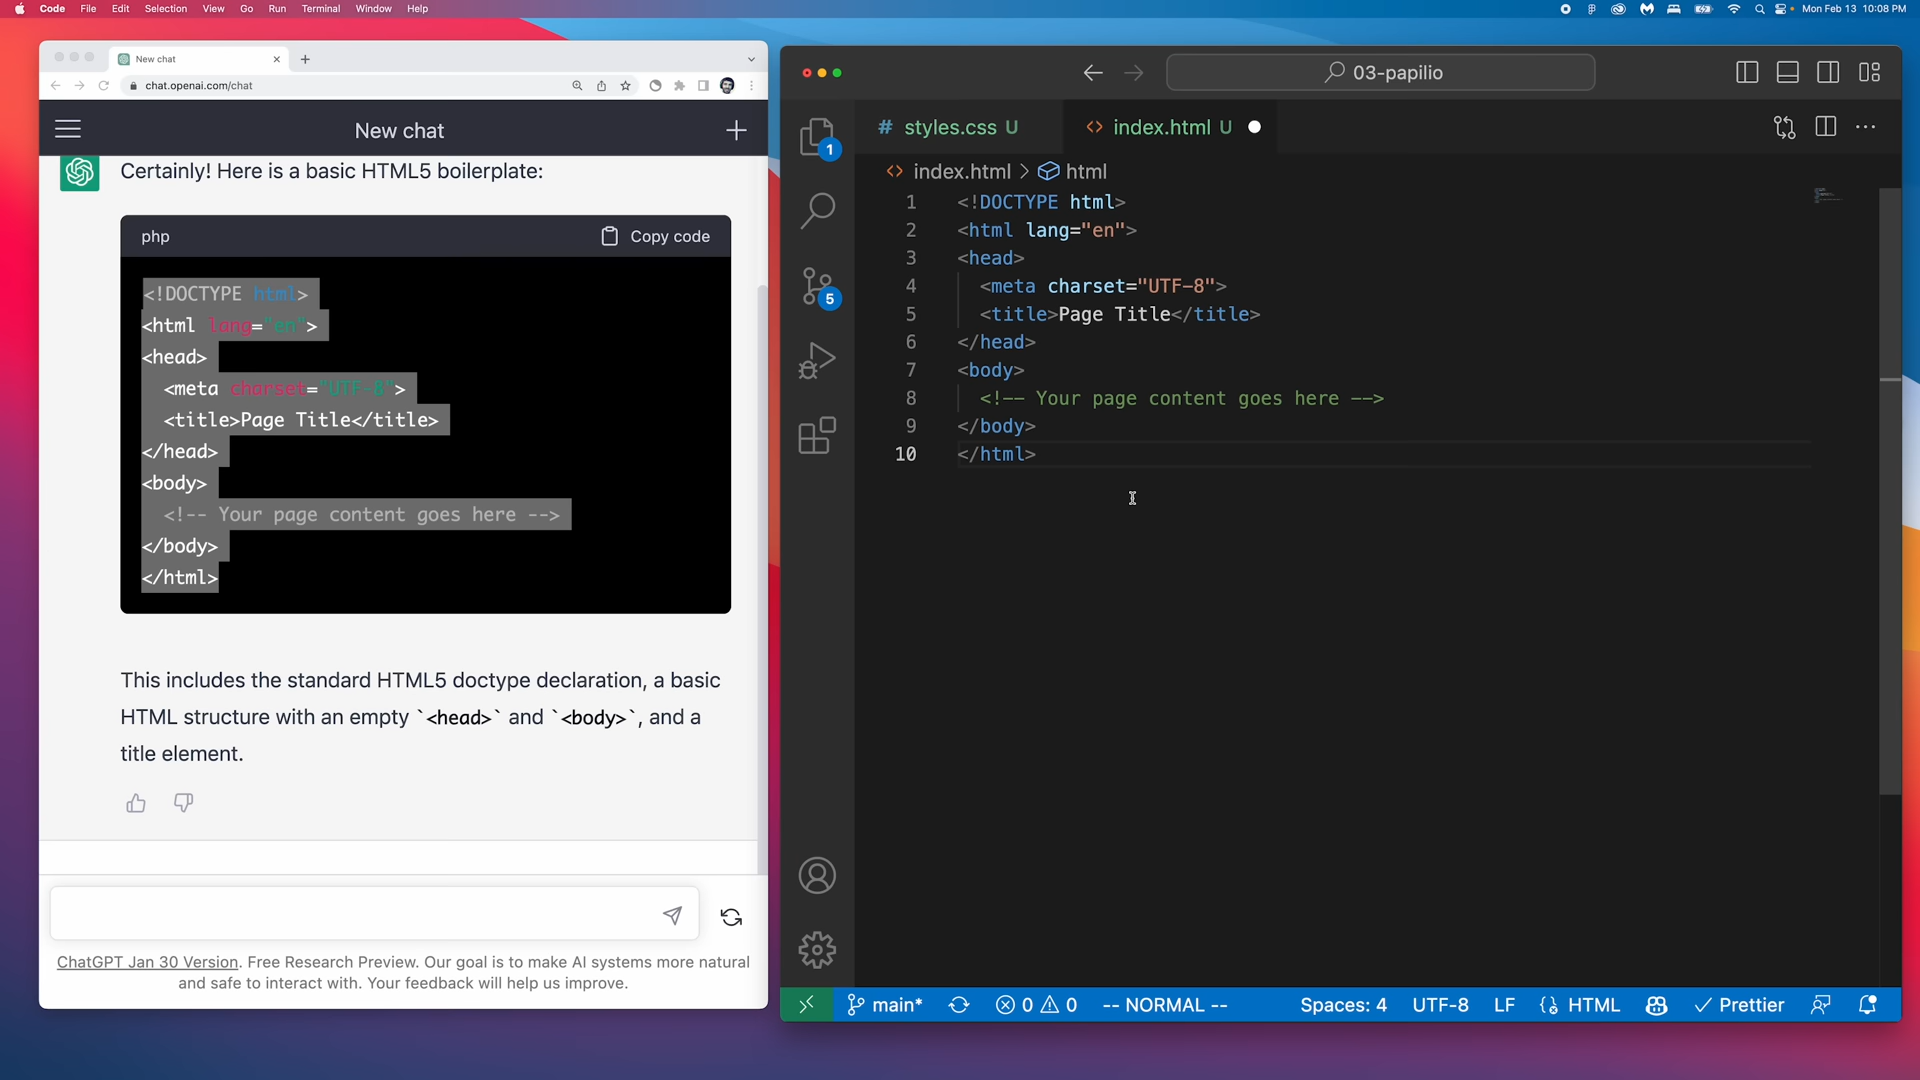 Code File Edit Selection View Go Run Terminal Window Help
Mon Feb 13 10:08 PM
New chat
chat.openai.com/chat
New chat
Certainly! Here is a basic HTML5 boilerplate:
php
Copy code
<!DOCTYPE html>
<html lang="en">
<head>
  <meta charset="UTF-8">
  <title>Page Title</title>
</head>
<body>
  <!-- Your page content goes here -->
</body>
</html>
This includes the standard HTML5 doctype declaration, a basic
HTML structure with an empty `<head>` and `<body>`, and a
title element.
ChatGPT Jan 30 Version. Free Research Preview. Our goal is to make AI systems more natural
and safe to interact with. Your feedback will help us improve.
03-papilio
# styles.css U
<> index.html U
<> index.html > html
1
5
1 <!DOCTYPE html>
2 <html lang="en">
3 <head>
4   <meta charset="UTF-8">
5   <title>Page Title</title>
6 </head>
7 <body>
8   <!-- Your page content goes here -->
9 </body>
10 </html>
main* 0 0 -- NORMAL -- Spaces: 4 UTF-8 LF HTML Prettier